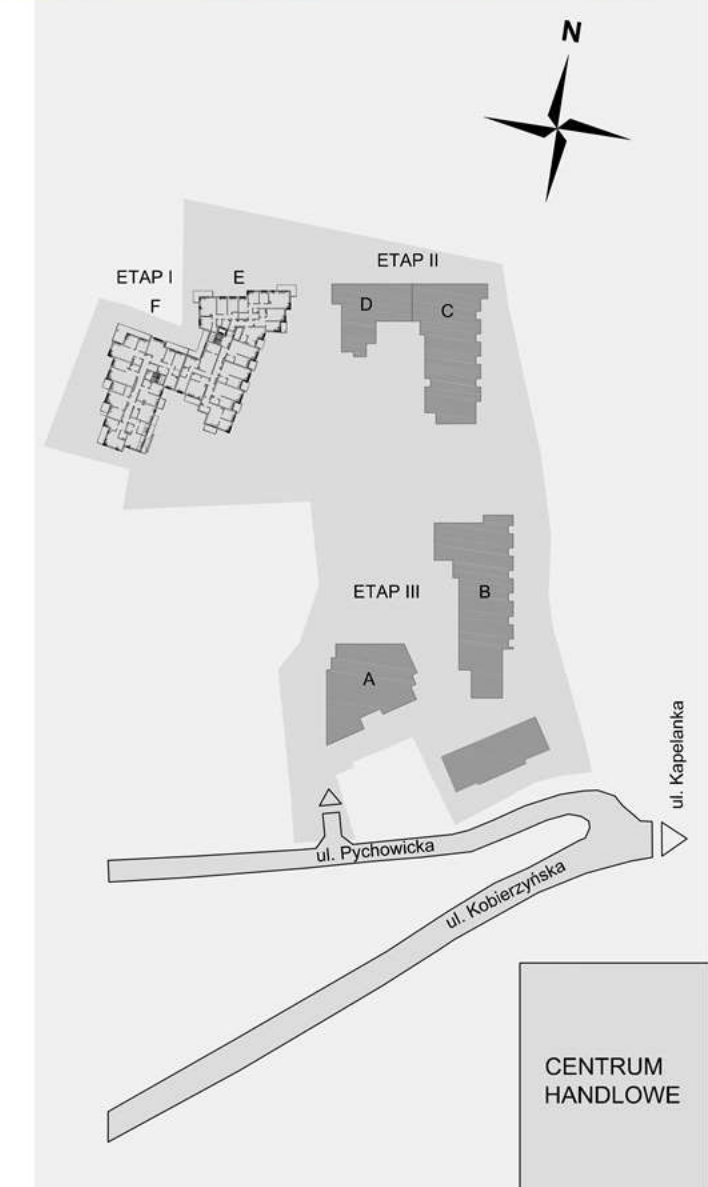 N
ETAP II
ETAP I
E
F
D
C
ETAP III
B
A
ul. Kapelanka
ul. Pychowicka
ul. Kobierzyńska
CENTRUM
HANDLOWE